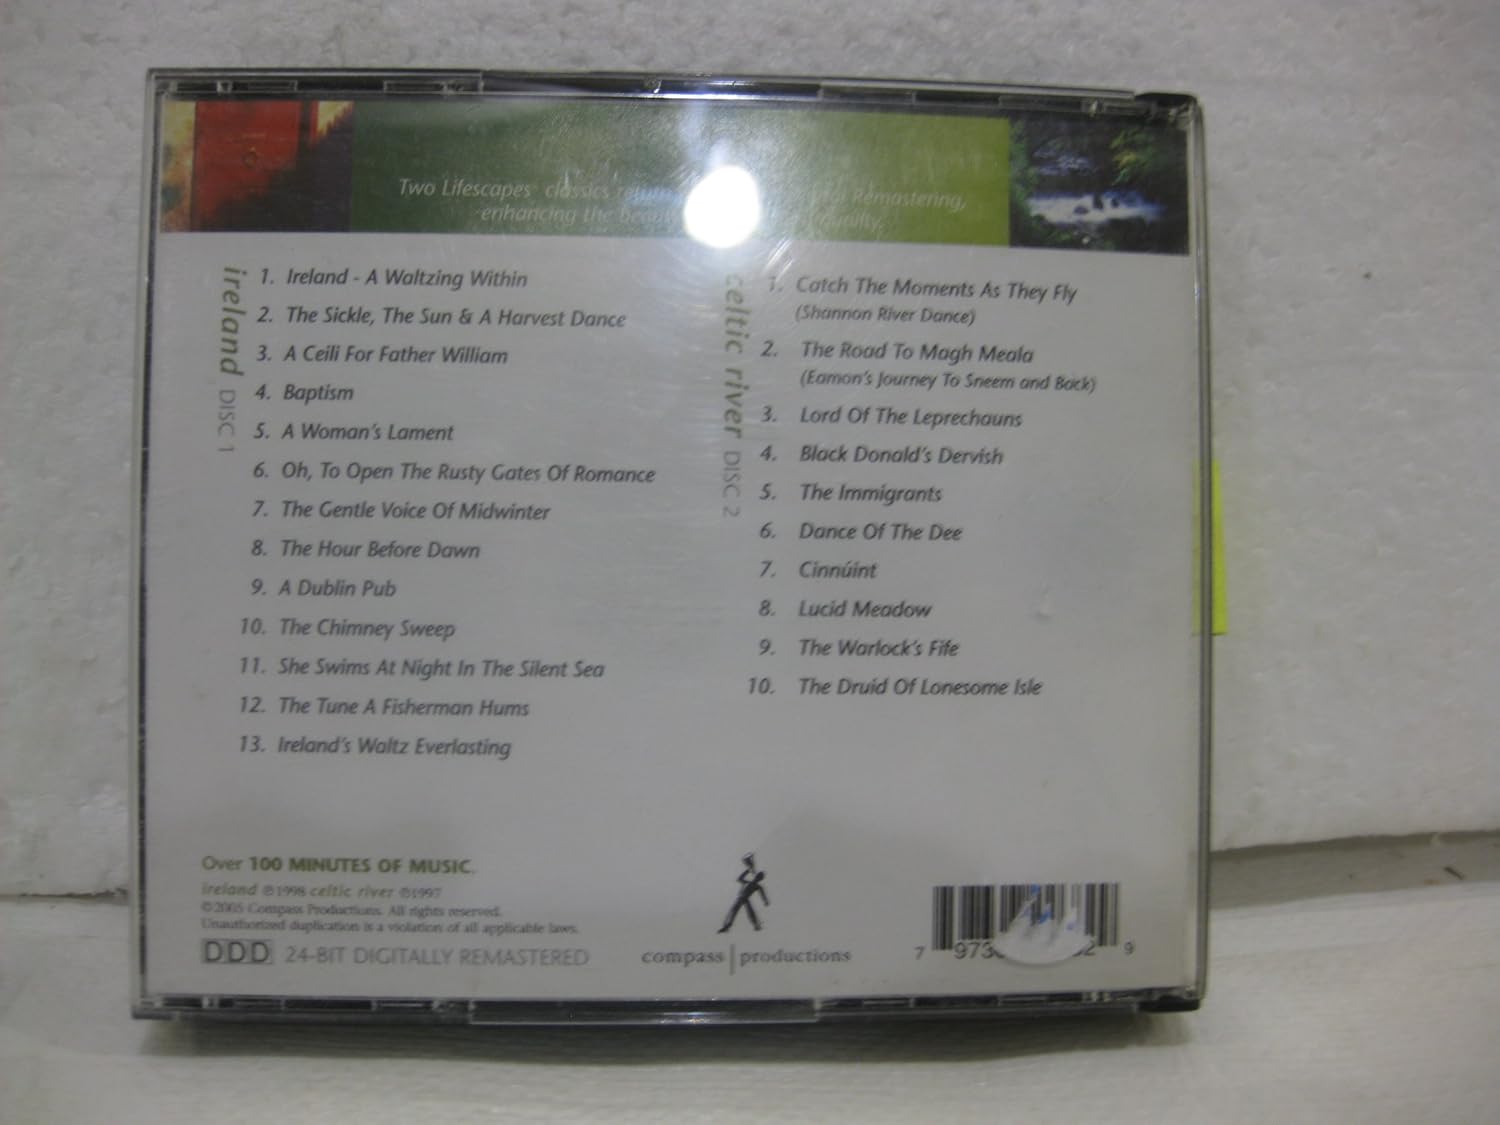 Two Lifescapes classics Remastering,
enhancing the
ireland DISC 1
1. Ireland - A Waltzing Within
2. The Sickle, The Sun & A Harvest Dance
3. A Ceili For Father William
4. Baptism
5. A Woman's Lament
6. Oh, To Open The Rusty Gates Of Romance
7. The Gentle Voice Of Midwinter
8. The Hour Before Dawn
9. A Dublin Pub
10. The Chimney Sweep
11. She Swims At Night In The Silent Sea
12. The Tune A Fisherman Hums
13. Ireland's Waltz Everlasting
celtic river DISC 2
1. Catch The Moments As They Fly
(Shannon River Dance)
2. The Road To Magh Meala
(Eamon's Journey To Sneem and Back)
3. Lord Of The Leprechauns
4. Black Donald's Dervish
5. The Immigrants
6. Dance Of The Dee
7. Cinnúint
8. Lucid Meadow
9. The Warlock's Fife
10. The Druid Of Lonesome Isle
Over 100 MINUTES OF MUSIC.
ireland ℗1998 celtic river ℗1997
©2005 Compass Productions. All rights reserved.
Unauthorized duplication is a violation of all applicable laws.
DDD 24-BIT DIGITALLY REMASTERED
compass productions
7 973 2 9